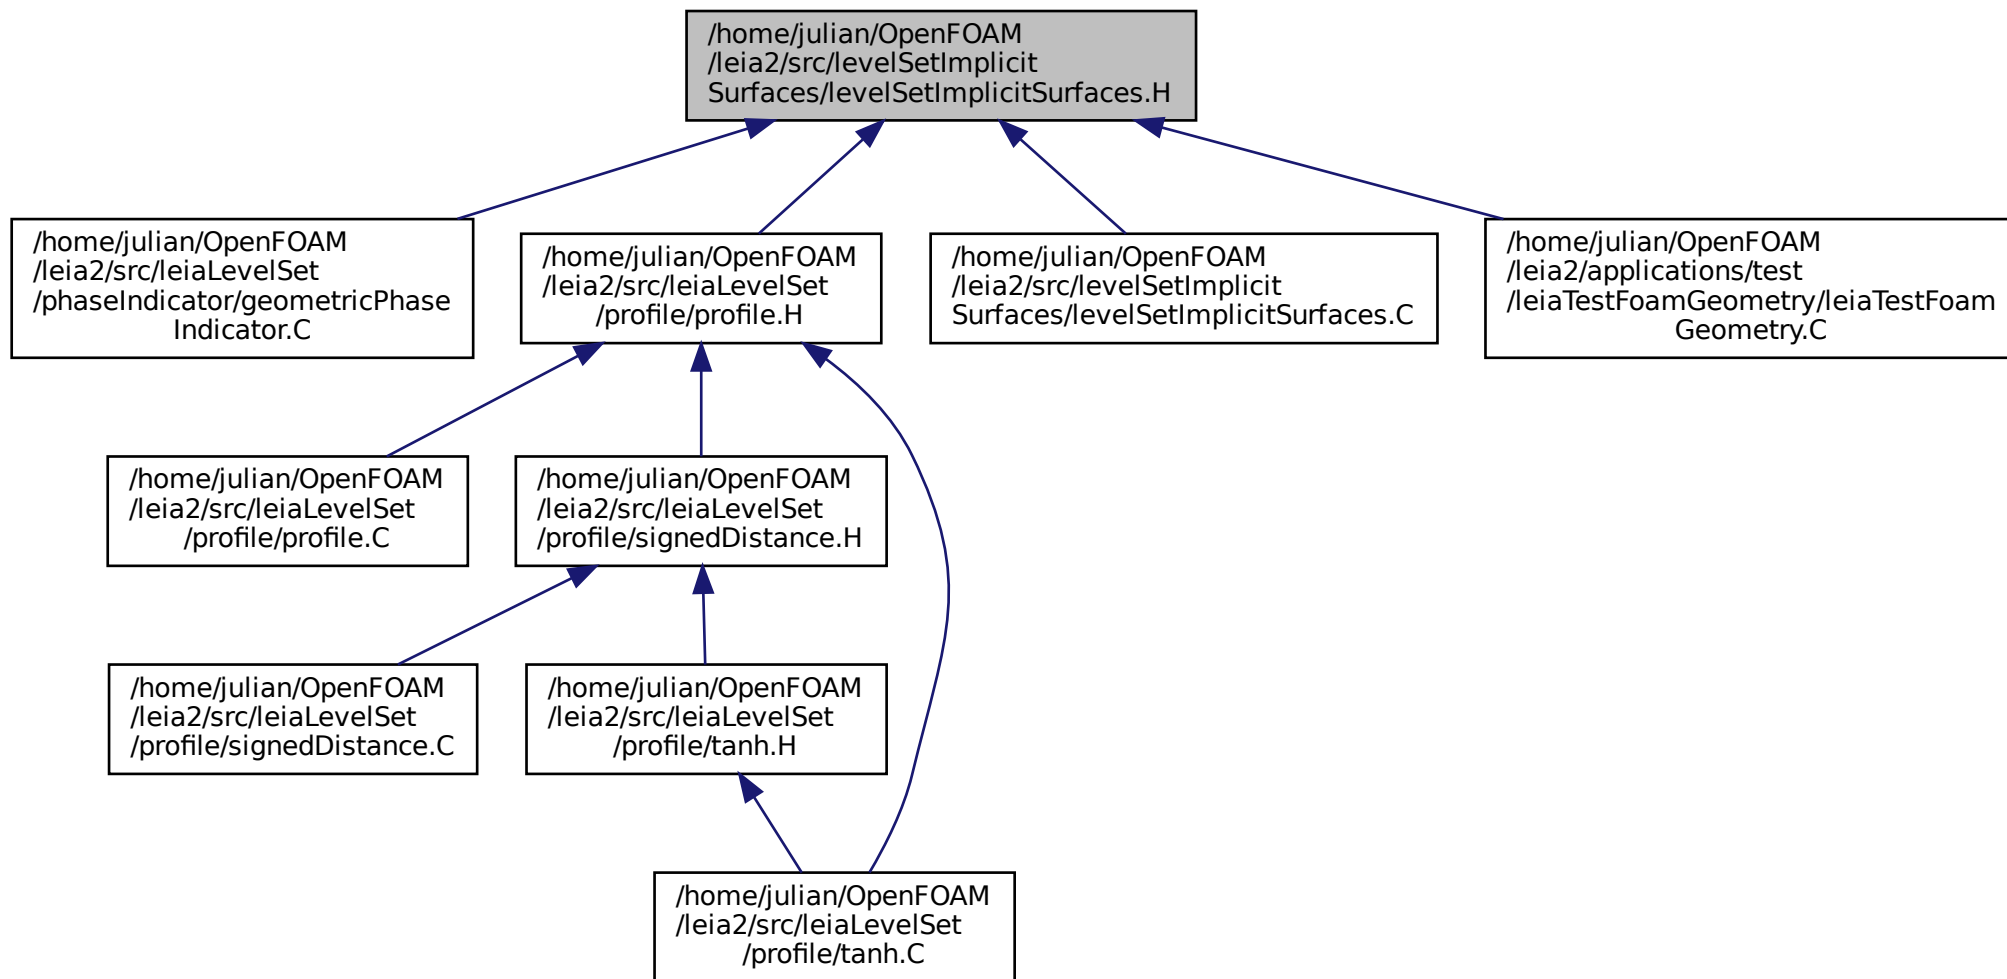 /home/julian/OpenFOAM
/leia2/src/levelSetImplicit
Surfaces/levelSetImplicitSurfaces.H
/home/julian/OpenFOAM
/leia2/src/leiaLevelSet
/phaseIndicator/geometricPhase
Indicator.C
/home/julian/OpenFOAM
/leia2/src/leiaLevelSet
/profile/profile.H
/home/julian/OpenFOAM
/leia2/src/levelSetImplicit
Surfaces/levelSetImplicitSurfaces.C
/home/julian/OpenFOAM
/leia2/applications/test
/leiaTestFoamGeometry/leiaTestFoam
Geometry.C
/home/julian/OpenFOAM
/leia2/src/leiaLevelSet
/profile/profile.C
/home/julian/OpenFOAM
/leia2/src/leiaLevelSet
/profile/signedDistance.H
/home/julian/OpenFOAM
/leia2/src/leiaLevelSet
/profile/signedDistance.C
/home/julian/OpenFOAM
/leia2/src/leiaLevelSet
/profile/tanh.H
/home/julian/OpenFOAM
/leia2/src/leiaLevelSet
/profile/tanh.C